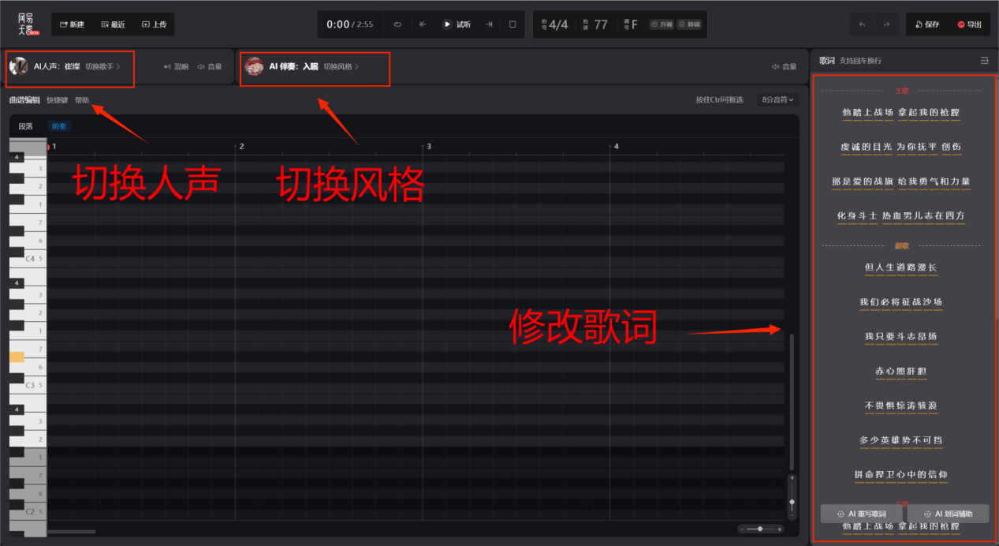 网易
天音 BETA
新建 最近 上传
0:00 / 2:55 试听
拍号 4/4 拍速 77 调号 F 升调 降调
保存 导出
AI人声：崔璨 切换歌手 >
混响 音量
AI 伴奏：入眠 切换风格 >
音量
歌词 支持回车换行
曲谱编辑 快捷键 帮助
按住Ctrl可框选 8分音符
段落 前奏
1 2 3 4
4
3
2
1
7
6
C4 5
4
3
2
1
7
6
C3 5
4
3
2
1
7
6
C2 5
切换人声
切换风格
修改歌词
主歌
他踏上战场 拿起我的枪膛
虔诚的目光 为你抚平 创伤
那是爱的战旗 给我勇气和力量
化身斗士 热血男儿志在四方
副歌
但人生道路漫长
我们必将征战沙场
我只要斗志昂扬
赤心照肝胆
不畏惧惊涛骇浪
多少英雄势不可挡
拼命捍卫心中的信仰
主歌
AI 重写歌词 AI 划词辅助
他踏上战场 拿起我的枪膛